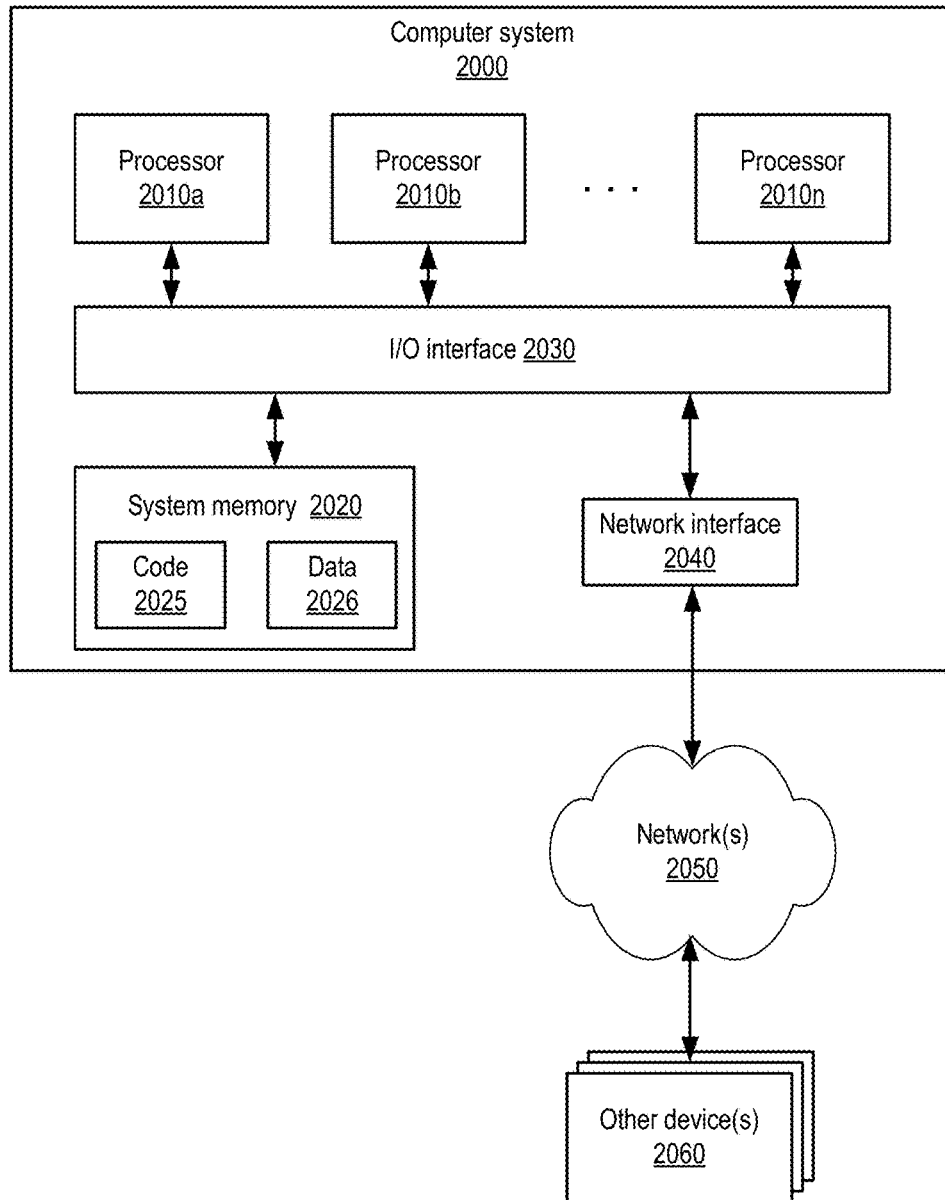 Computer system
2000
Processor
2010a
Processor
2010b
. . .
Processor
2010n
I/O interface 2030
System memory 2020
Code
2025
Data
2026
Network interface
2040
Network(s)
2050
Other device(s)
2060